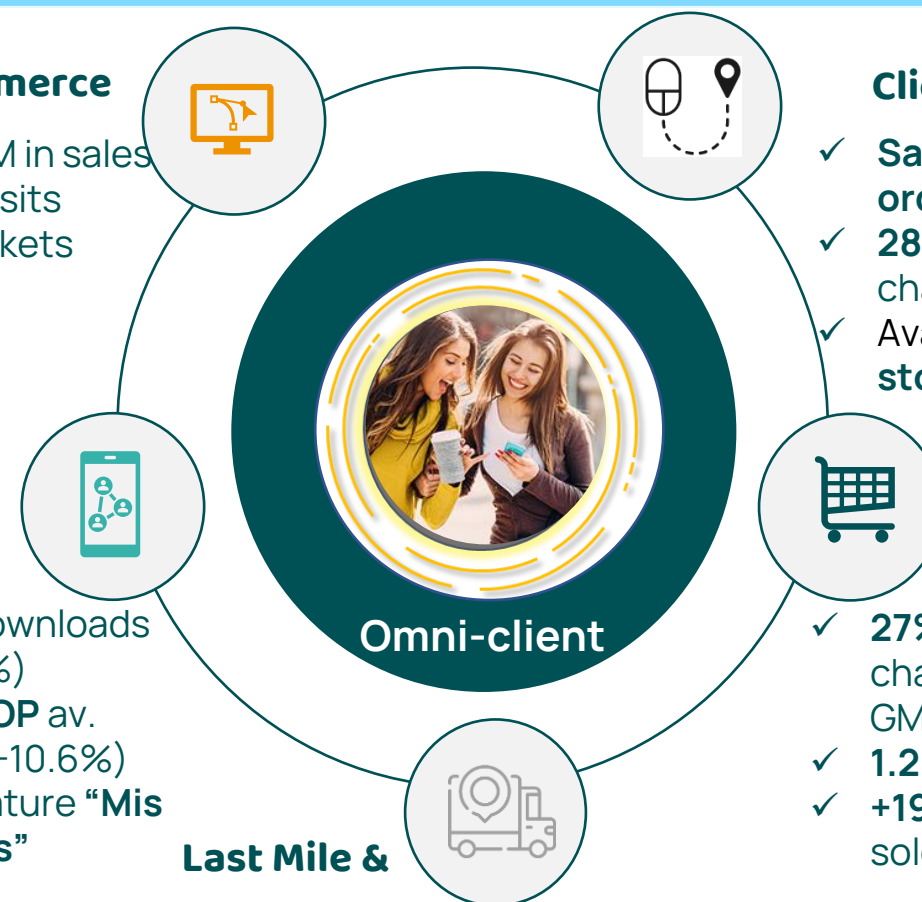 merce
M in sales
sits
kets
Cli
✓ Sa
ord
✓ 28
cha
✓ Ava
sto
Omni-client
ownloads
%)
OP av.
-10.6%)
ature “Mis
s”
✓ 27%
cha
GM
✓ 1.2
✓ +19
sol
Last Mile &